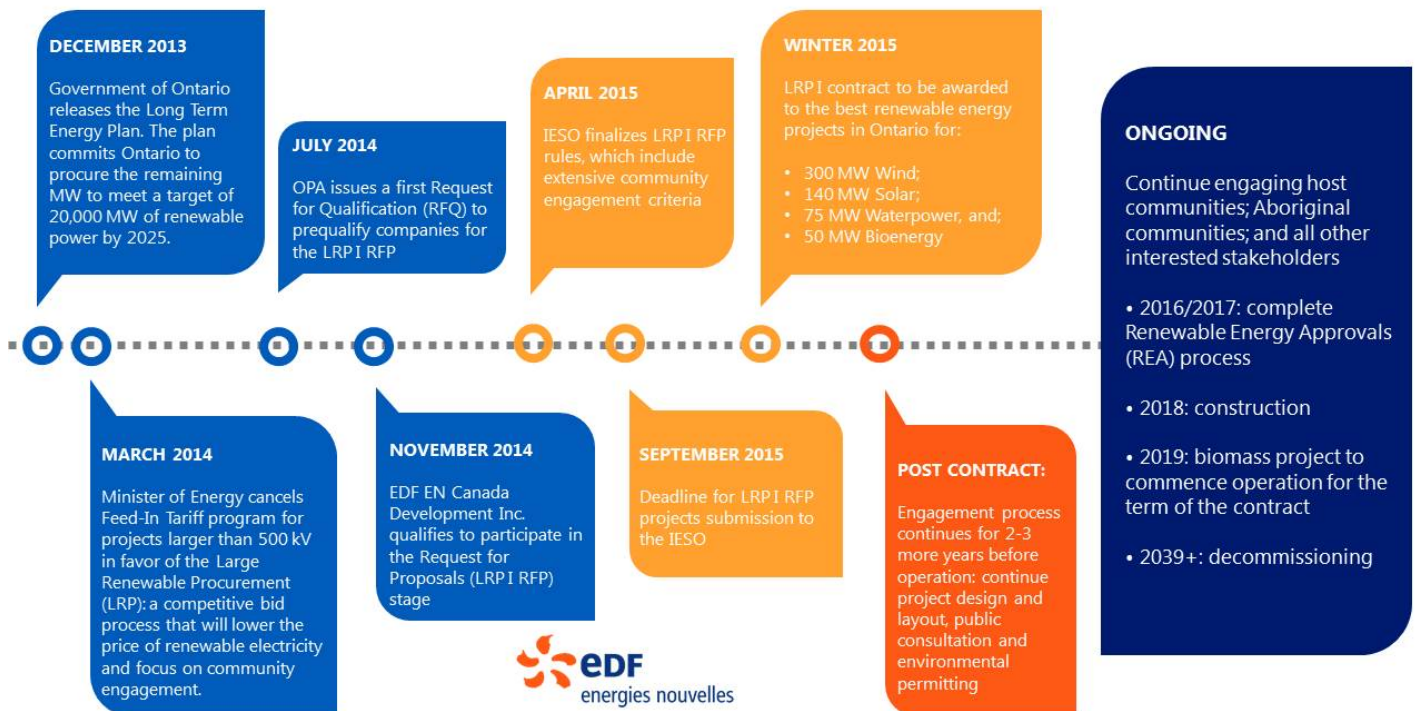 DECEMBER 2013
Government of Ontario
releases the Long Term
Energy Plan. The plan
commits Ontario to
procure the remaining
MW to meet a target of
20,000 MW of renewable
power by 2025.
JULY 2014
OPA issues a first Request
for Qualification (RFQ) to
prequalify companies for
the LRP I RFP
APRIL 2015
IESO finalizes LRP I RFP
rules, which include
extensive community
engagement criteria
WINTER 2015
LRP I contract to be awarded
to the best renewable energy
projects in Ontario for:
• 300 MW Wind;
• 140 MW Solar;
• 75 MW Waterpower, and;
• 50 MW Bioenergy
MARCH 2014
Minister of Energy cancels
Feed-In Tariff program for
projects larger than 500 kV
in favor of the Large
Renewable Procurement
(LRP): a competitive bid
process that will lower the
price of renewable electricity
and focus on community
engagement.
NOVEMBER 2014
EDF EN Canada
Development Inc.
qualifies to participate in
the Request for
Proposals (LRP I RFP)
stage
SEPTEMBER 2015
Deadline for LRP I RFP
projects submission to
the IESO
POST CONTRACT:
Engagement process
continues for 2-3
more years before
operation: continue
project design and
layout, public
consultation and
environmental
permitting
ONGOING
Continue engaging host
communities; Aboriginal
communities; and all other
interested stakeholders
• 2016/2017: complete
Renewable Energy Approvals
(REA) process
• 2018: construction
• 2019: biomass project to
commence operation for the
term of the contract
• 2039+: decommissioning
eDF
energies nouvelles